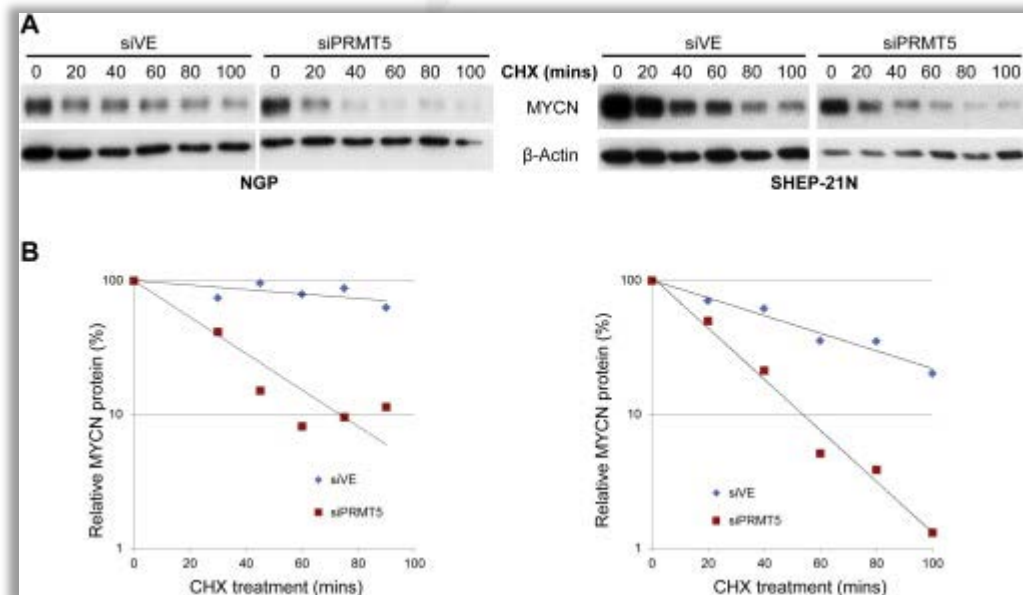 A
siVE siPRMT5 siVE siPRMT5
0 20 40 60 80 100 0 20 40 60 80 100 CHX (mins) 0 20 40 60 80 100 0 20 40 60 80 100
MYCN
β-Actin
NGP SHEP-21N
B
Relative MYCN protein (%)
100
10
1
siVE
siPRMT5
0 20 40 60 80 100
CHX treatment (mins)
Relative MYCN protein (%)
100
10
1
siVE
siPRMT5
0 20 40 60 80 100
CHX treatment (mins)